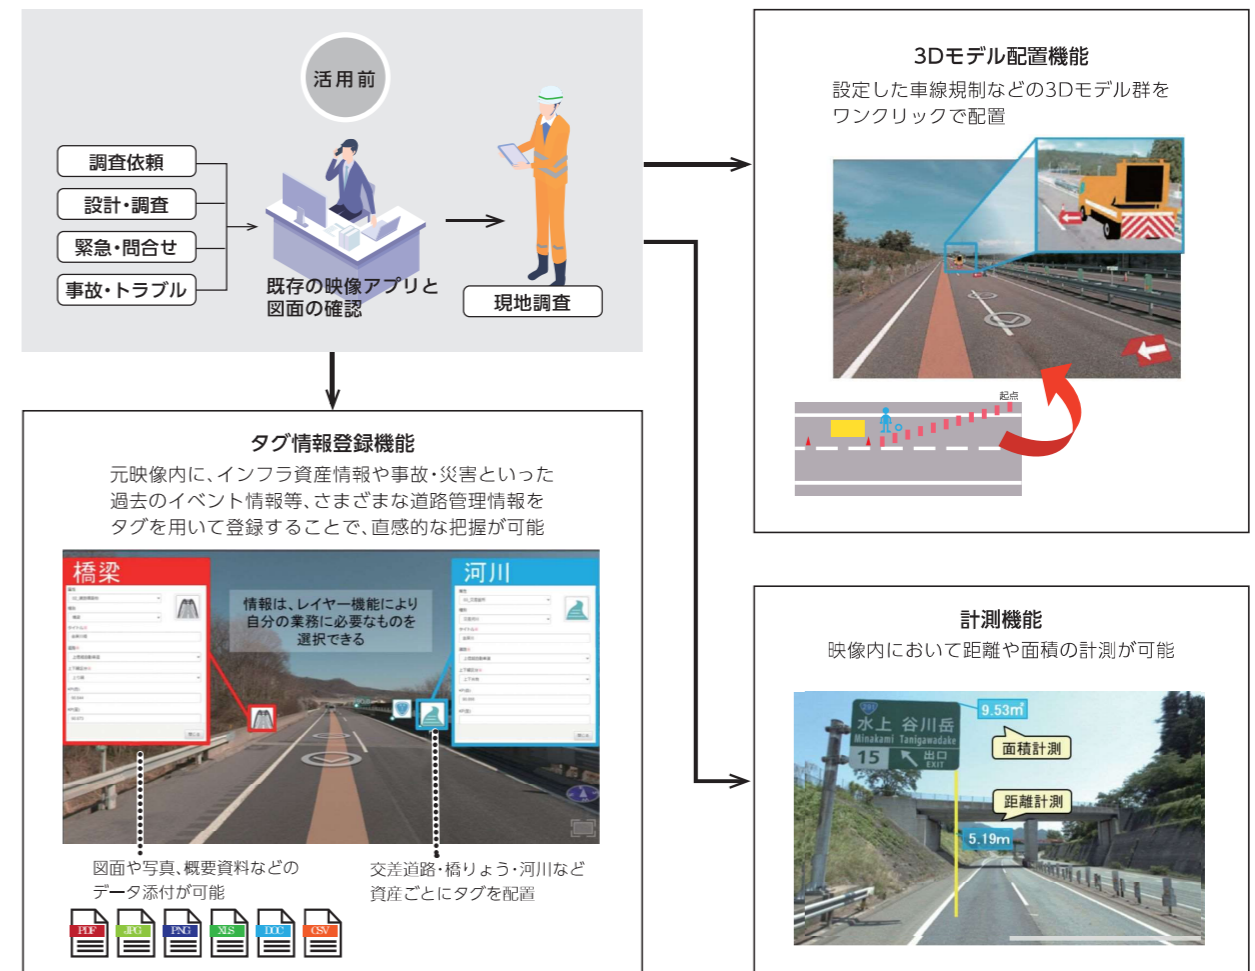 活用前
調査依頼
設計・調査
緊急・問合せ
事故・トラブル
既存の映像アプリと
図面の確認
現地調査
3Dモデル配置機能
設定した車線規制などの3Dモデル群を
ワンクリックで配置
起点
タグ情報登録機能
元映像内に、インフラ資産情報や事故・災害といった
過去のイベント情報等、さまざまな道路管理情報を
タグを用いて登録することで、直感的な把握が可能
橋梁
情報は、レイヤー機能により
自分の業務に必要なものを
選択できる
河川
図面や写真、概要資料などの
データ添付が可能
PDF
JPG
PNG
XLS
DOC
CSV
交差道路・橋りょう・河川など
資産ごとにタグを配置
計測機能
映像内において距離や面積の計測が可能
9.53㎡
水上 谷川岳
Minakami Tanigawadake
15 出口
EXIT
面積計測
距離計測
5.19m